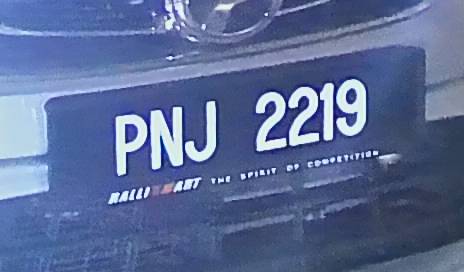 PNJ 2219
RALLIART THE SPIRIT OF COMPETITION